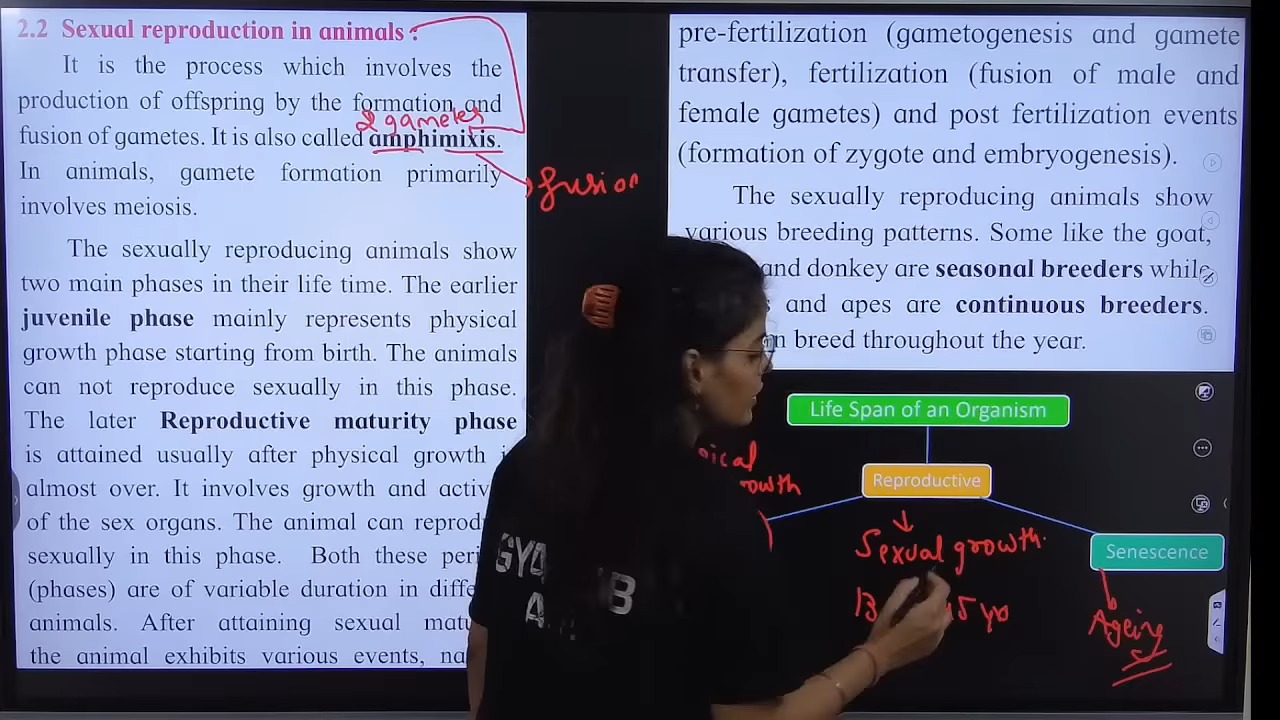 2.2 Sexual reproduction in animals :
It is the process which involves the
production of offspring by the formation and
2 gametes
fusion of gametes. It is also called amphimixis.
fusion
In animals, gamete formation primarily
involves meiosis.
The sexually reproducing animals show
two main phases in their life time. The earlier
juvenile phase mainly represents physical
growth phase starting from birth. The animals
can not reproduce sexually in this phase.
The later Reproductive maturity phase
is attained usually after physical growth
almost over. It involves growth and
of the sex organs. The animal can
sexually in this phase. Both these
(phases) are of variable duration in
animals. After attaining sexual
the animal exhibits various events,
pre-fertilization (gametogenesis and gamete
transfer), fertilization (fusion of male and
female gametes) and post fertilization events
(formation of zygote and embryogenesis).
The sexually reproducing animals show
various breeding patterns. Some like the goat,
and donkey are seasonal breeders while
and apes are continuous breeders.
breed throughout the year.
Life Span of an Organism
Reproductive
Sexual growth
13
yo
Senescence
Ageing